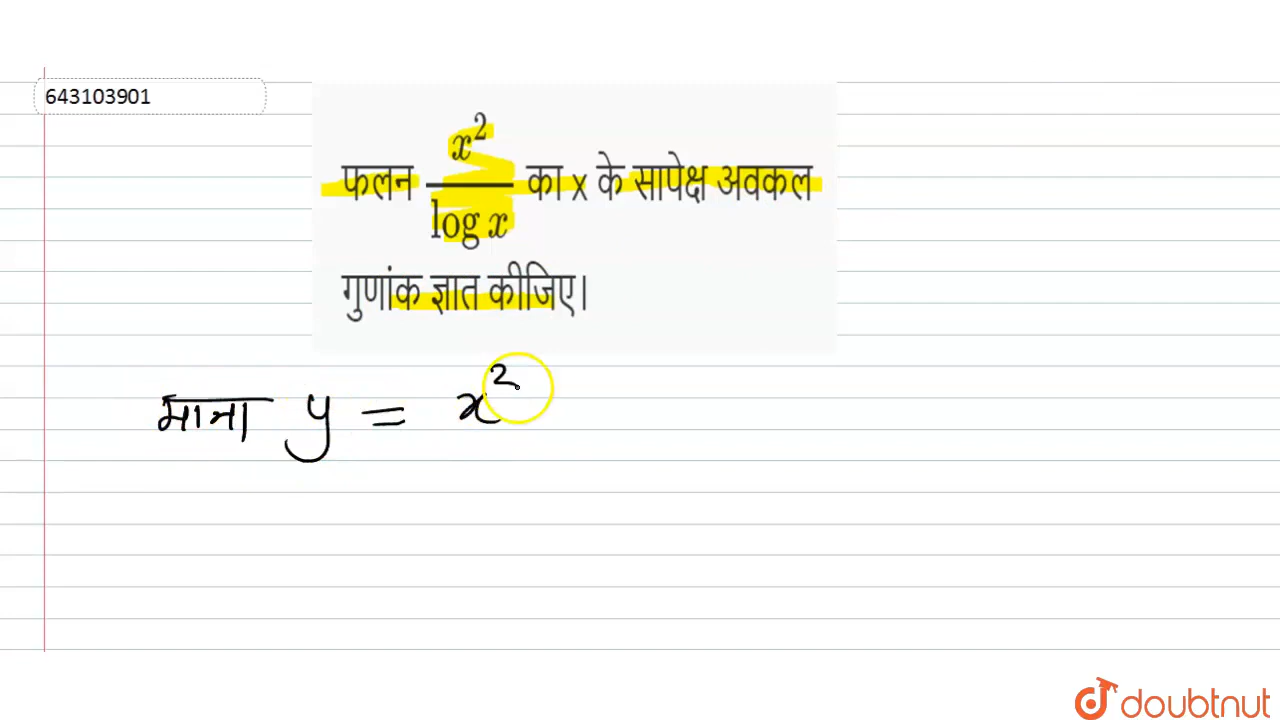 643103901
फलन x²/log x का x के सापेक्ष अवकल
गुणांक ज्ञात कीजिए।
माना y = x²
doubtnut